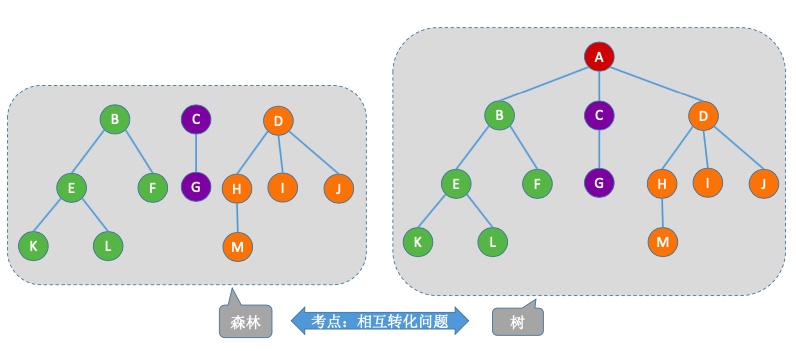 A
B C D
E F G H I J
K L M
B C D
E F G H I J
K L M
森林
考点：相互转化问题
树